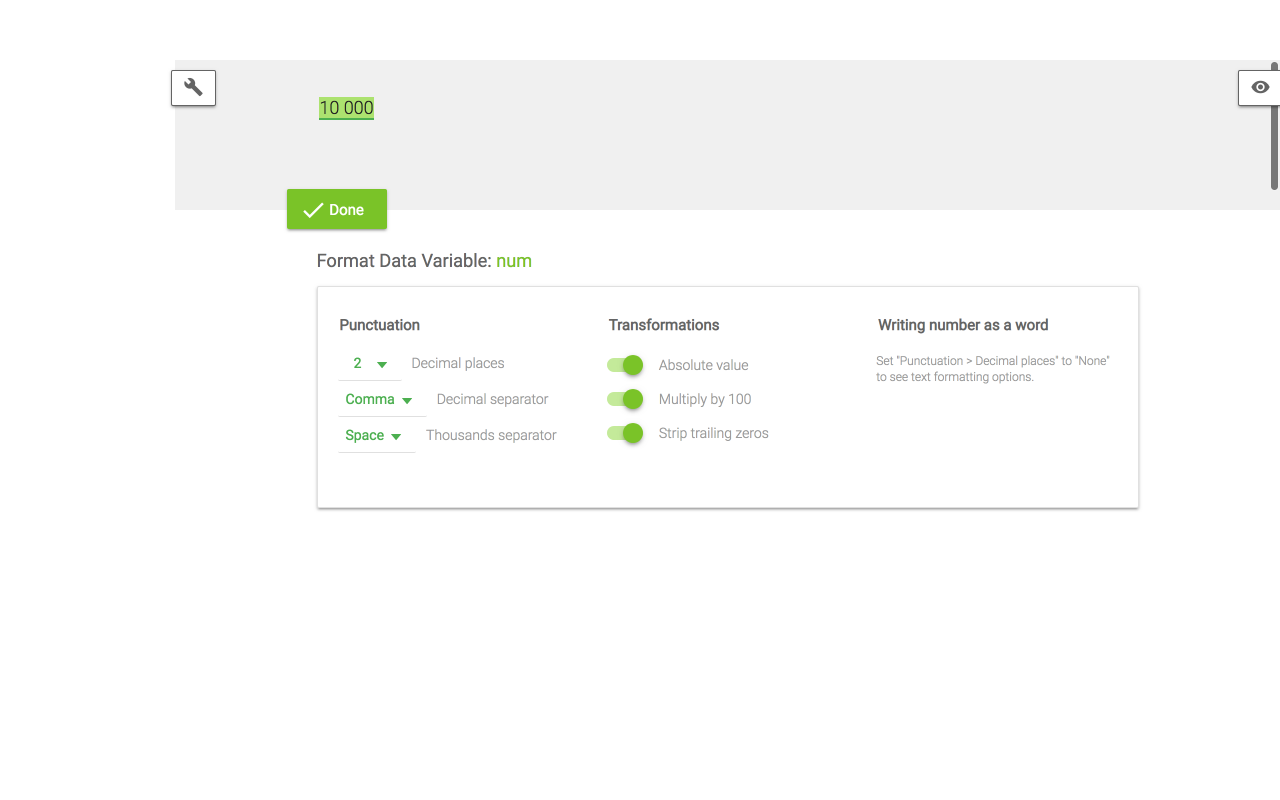 10 000
Done
Format Data Variable: num
Punctuation
2 Decimal places
Comma Decimal separator
Space Thousands separator
Transformations
Absolute value
Multiply by 100
Strip trailing zeros
Writing number as a word
Set "Punctuation > Decimal places" to "None"
to see text formatting options.